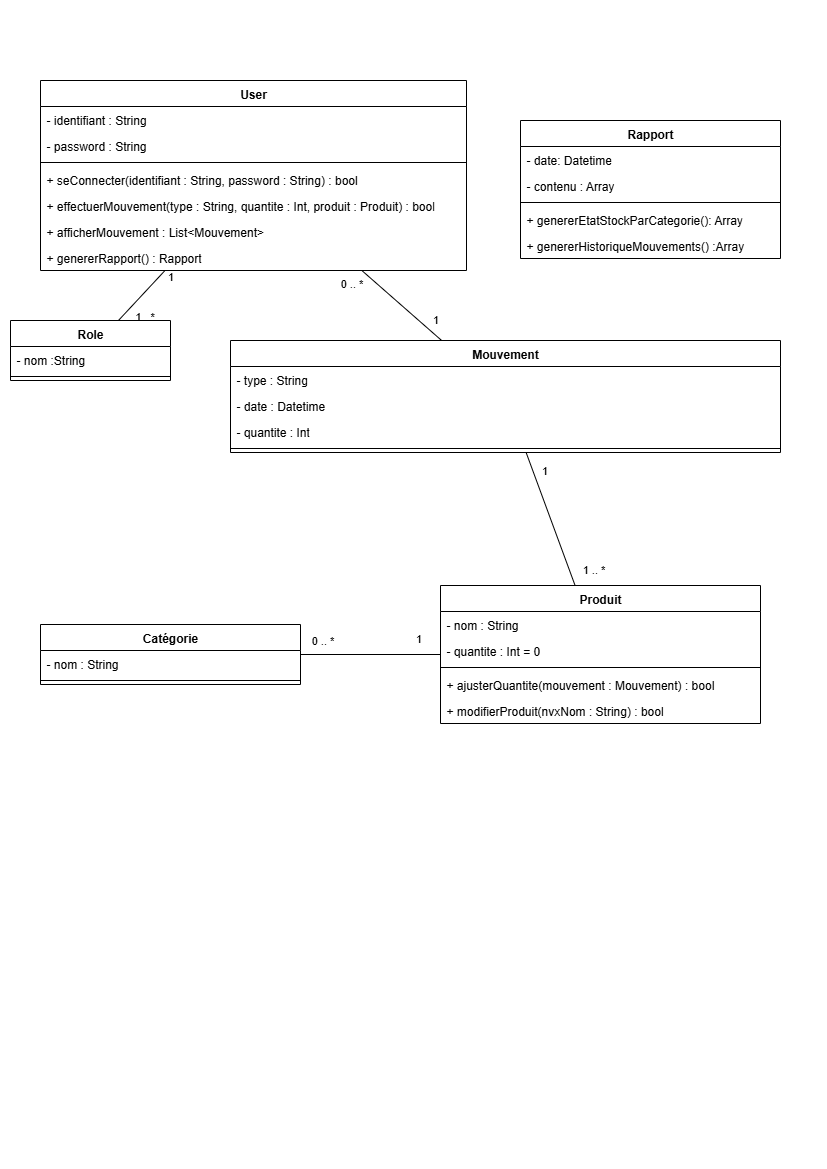 User
- identifiant : String
- password : String
+ seConnecter(identifiant : String, password : String) : bool
+ effectuerMouvement(type : String, quantite : Int, produit : Produit) : bool
+ afficherMouvement : List<Mouvement>
+ genererRapport() : Rapport
Rapport
- date: Datetime
- contenu : Array
+ genererEtatStockParCategorie(): Array
+ genererHistoriqueMouvements() :Array
1
0 .. *
1 .. *
1
Role
- nom :String
Mouvement
- type : String
- date : Datetime
- quantite : Int
1
1 .. *
Produit
- nom : String
- quantite : Int = 0
+ ajusterQuantite(mouvement : Mouvement) : bool
+ modifierProduit(nvxNom : String) : bool
0 .. *
1
Catégorie
- nom : String